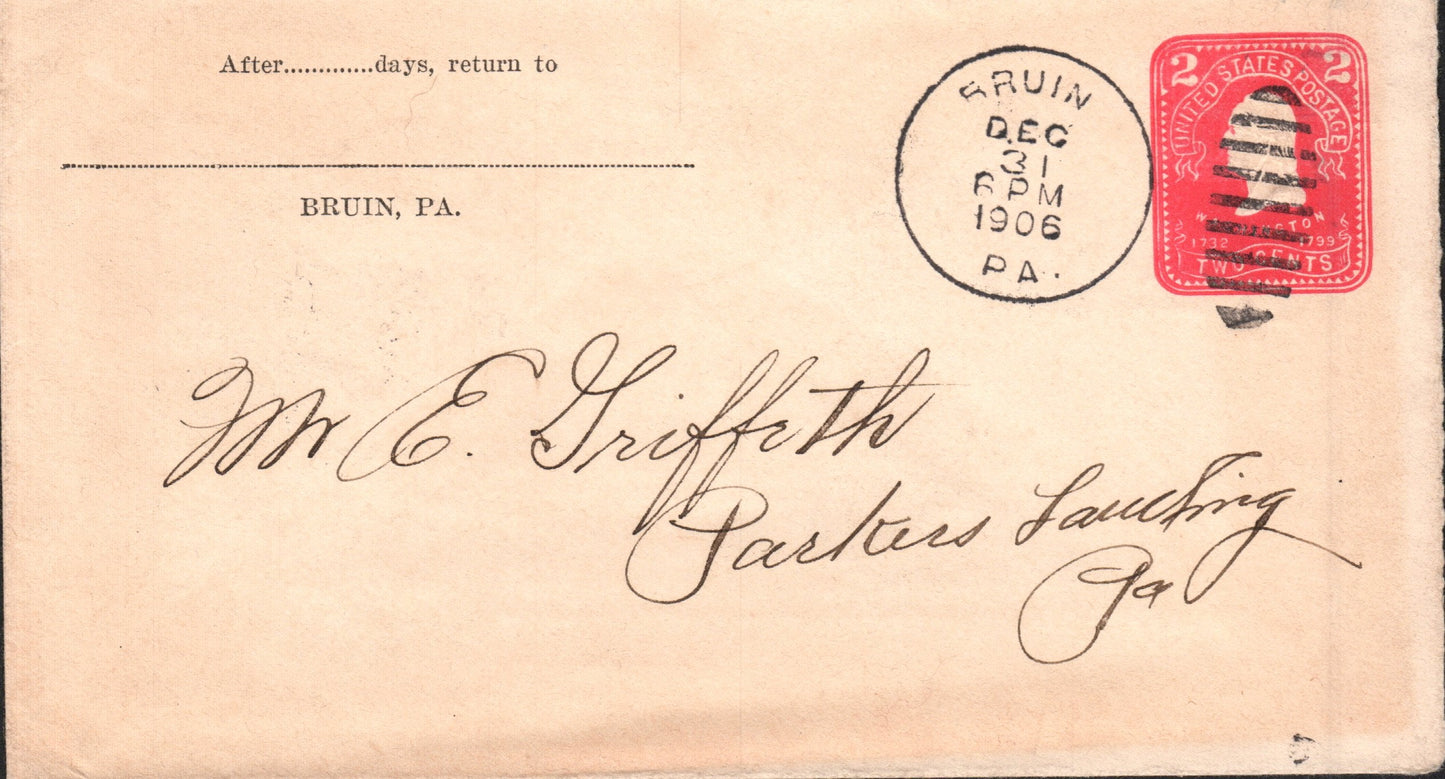 After.............days, return to
BRUIN, PA.
BRUIN
DEC
31
6 PM
1906
PA.
2 2
UNITED STATES POSTAGE
1732 1799
TWO CENTS
Mr E. Griffeth
Parkers Landing
Pa